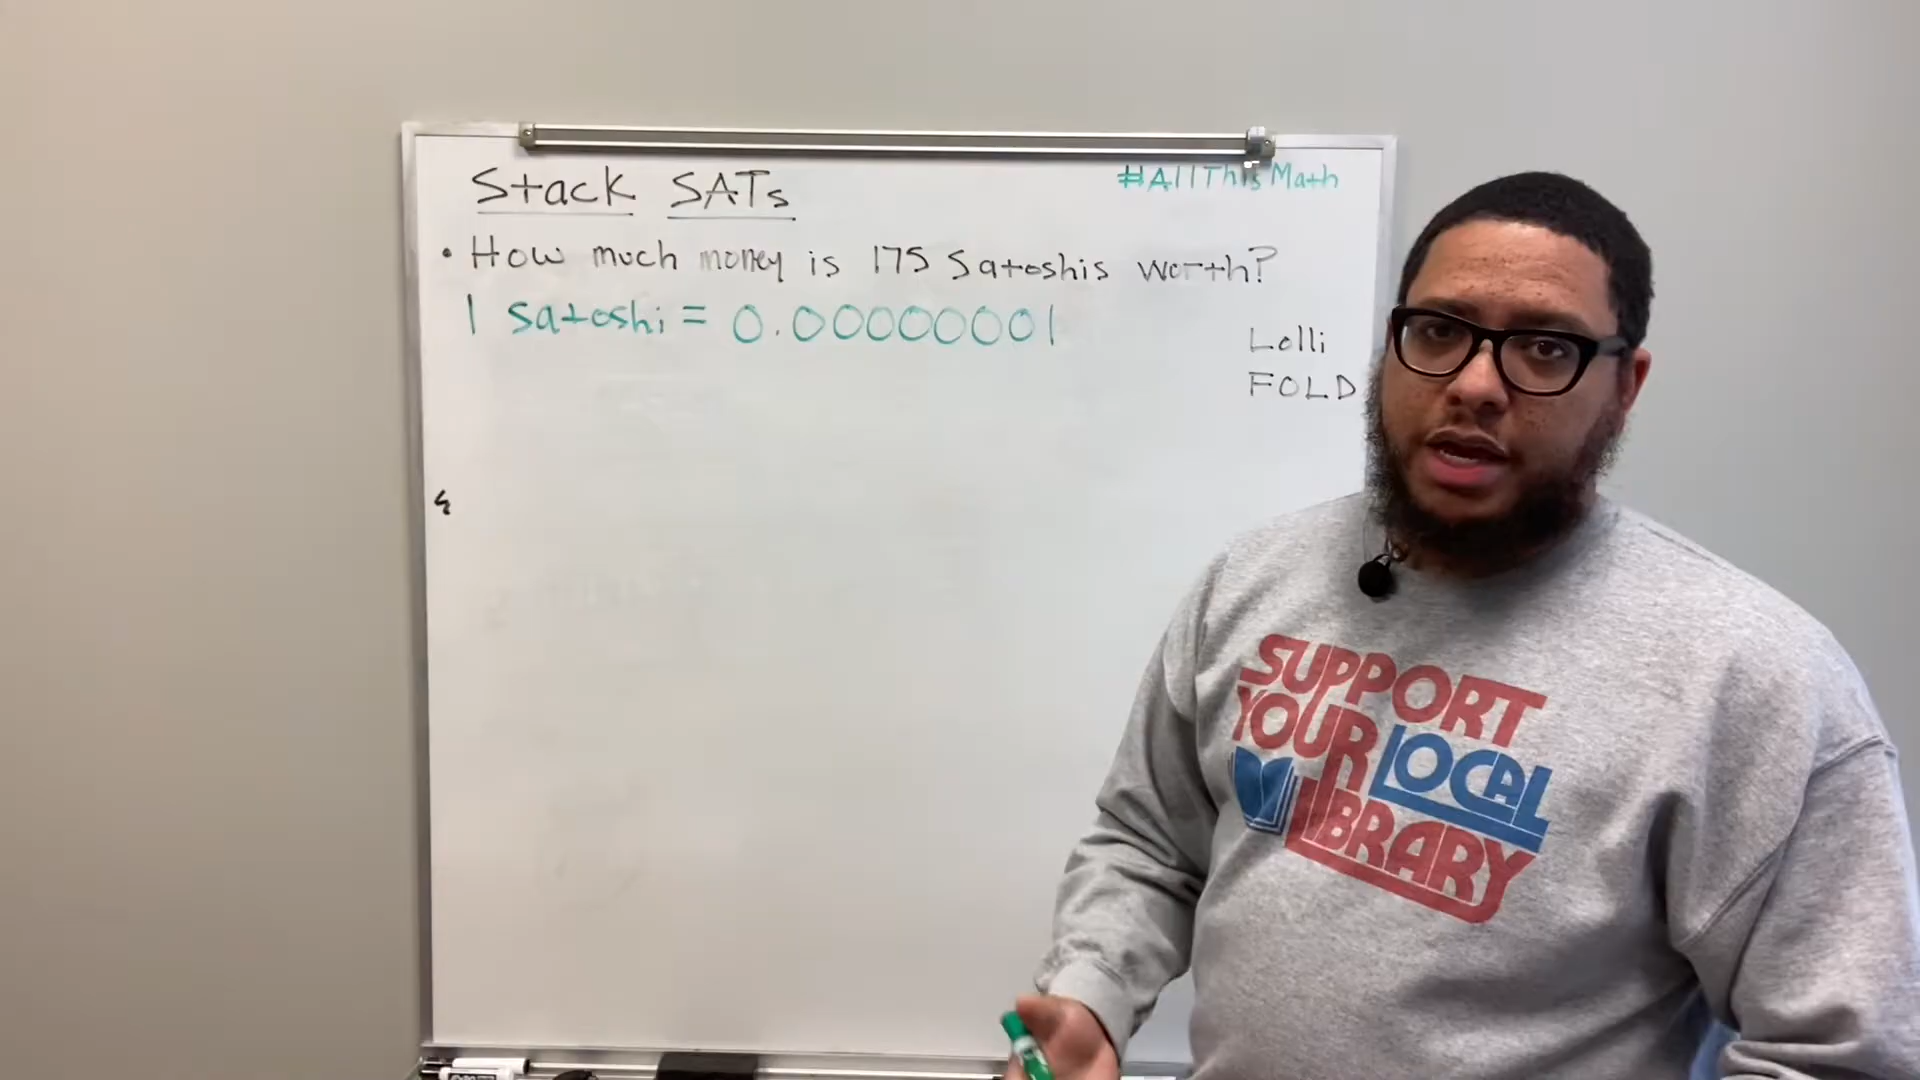 Stack SATs
#AllThisMath
• How much money is 175 Satoshis worth?
1 Satoshi = 0.00000001
Lolli
FOLD
SUPPORT
YOUR LOCAL
LIBRARY